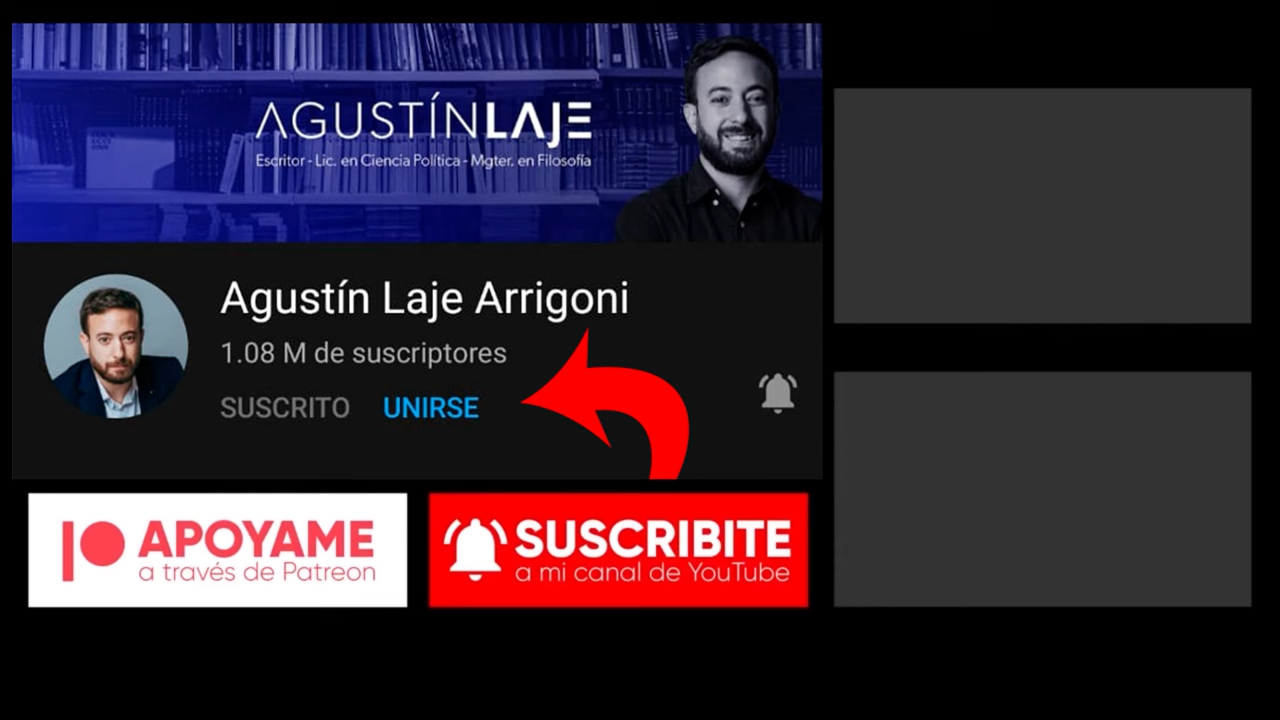 AGUSTÍNLAJE
Escritor - Lic. en Ciencia Política - Mgter. en Filosofía
Agustín Laje Arrigoni
1.08 M de suscriptores
SUSCRITO UNIRSE
APOYAME
a través de Patreon
SUSCRIBITE
a mi canal de YouTube